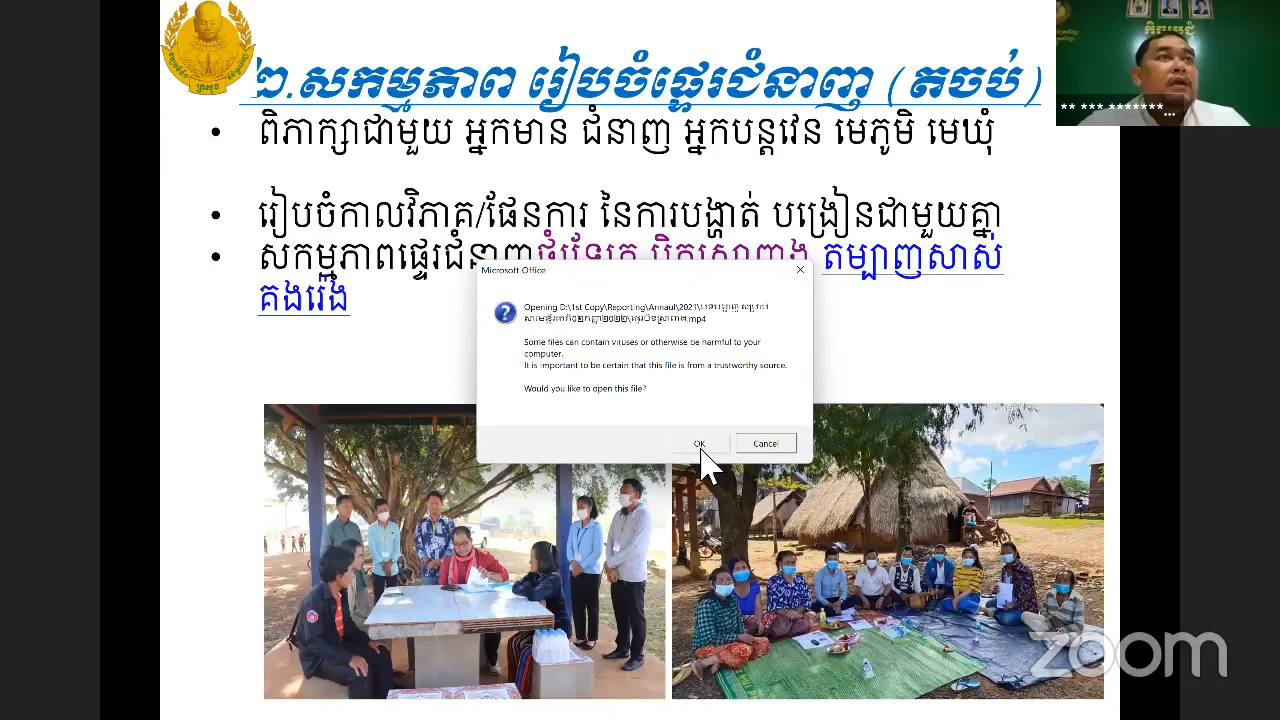 ២.សកម្មភាព រៀបចំផ្ទេរជំនាញ (តចប់)
• ពិភាក្សាជាមួយ អ្នកមាន ជំនាញ អ្នកបន្តវេន មេភូមិ មេឃុំ
• រៀបចំកាលវិភាគ/ផែនការ នៃការបង្ហាត់ បង្រៀនជាមួយគ្នា
• សកម្មភាពផ្ទេរជំនាញ តម្បាញសាស់
គងរ៉េង
Microsoft Office
Opening D:\1st Copy\Reporting\Annaul\2021\
.mp4
Some files can contain viruses or otherwise be harmful to your
computer.
It is important to be certain that this file is from a trustworthy source.
Would you like to open this file?
OK Cancel
** *** *******
...
zoom